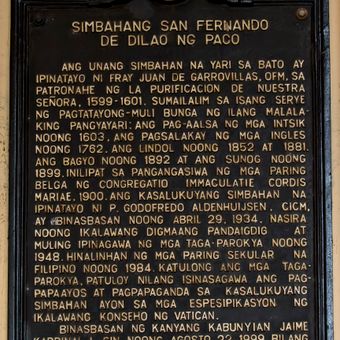 SIMBAHANG SAN FERNANDO
DE DILAO NG PACO
ANG UNANG SIMBAHAN NA YARI SA BATO AY
IPINATAYO NI FRAY JUAN DE GARROVILLAS, OFM, SA
PATRONAHE NG LA PURIFICACION DE NUESTRA
SEÑORA, 1599-1601. SUMAILALIM SA ISANG SERYE
NG PAGTATAYONG-MULI BUNGA NG ILANG MALALA-
KING PANGYAYARI: ANG PAG-AALSA NG MGA INTSIK
NOONG 1603, ANG PAGSALAKAY NG MGA INGLES
NOONG 1762. ANG LINDOL NOONG 1852 AT 1881.
ANG BAGYO NOONG 1892 AT ANG SUNOG NOONG
1899. INILIPAT SA PANGANGASIWA NG MGA PARING
BELGA NG CONGREGATIO IMMACULATIE CORDIS
MARIAE. 1900. ANG KASALUKUYANG SIMBAHAN NA
IPINATAYO NI P. GODOFREDO ALDENHUIJSEN. CICM,
AY BINASBASAN NOONG ABRIL 29, 1934. NASIRA
NOONG IKALAWANG DIGMAANG PANDAIGDIG AT
MULING IPINAGAWA NG MGA TAGA-PAROKYA NOONG
1948. HINALINHAN NG MGA PARING SEKULAR NA
FILIPINO NOONG 1984. KATULONG ANG MGA TAGA-
PAROKYA, PATULOY NILANG ISINASAGAWA ANG PAG-
PAPAAYOS AT PAGPAPAGANDA SA KASALUKUYANG
SIMBAHAN AYON SA MGA ESPESIPIKASYON NG
IKALAWANG KONSEHO NG VATICAN.
BINASBASAN NG KANYANG KABUNYIAN JAIME
KARDINAL L. SIN NOONG AGOSTO 22, 1999 BILANG